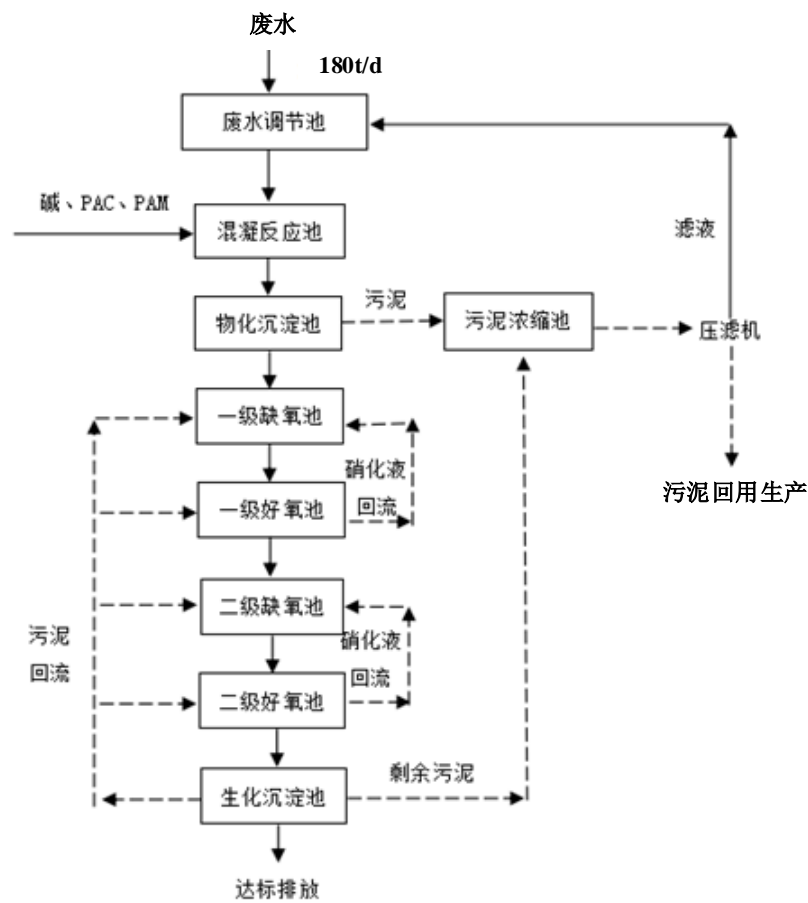 废水
180t/d
废水调节池
碱、PAC、PAM
混凝反应池
滤液
物化沉淀池
污泥
污泥浓缩池
压滤机
一级缺氧池
硝化液
回流
一级好氧池
污泥回用生产
二级缺氧池
硝化液
回流
污泥
回流
二级好氧池
生化沉淀池
剩余污泥
达标排放